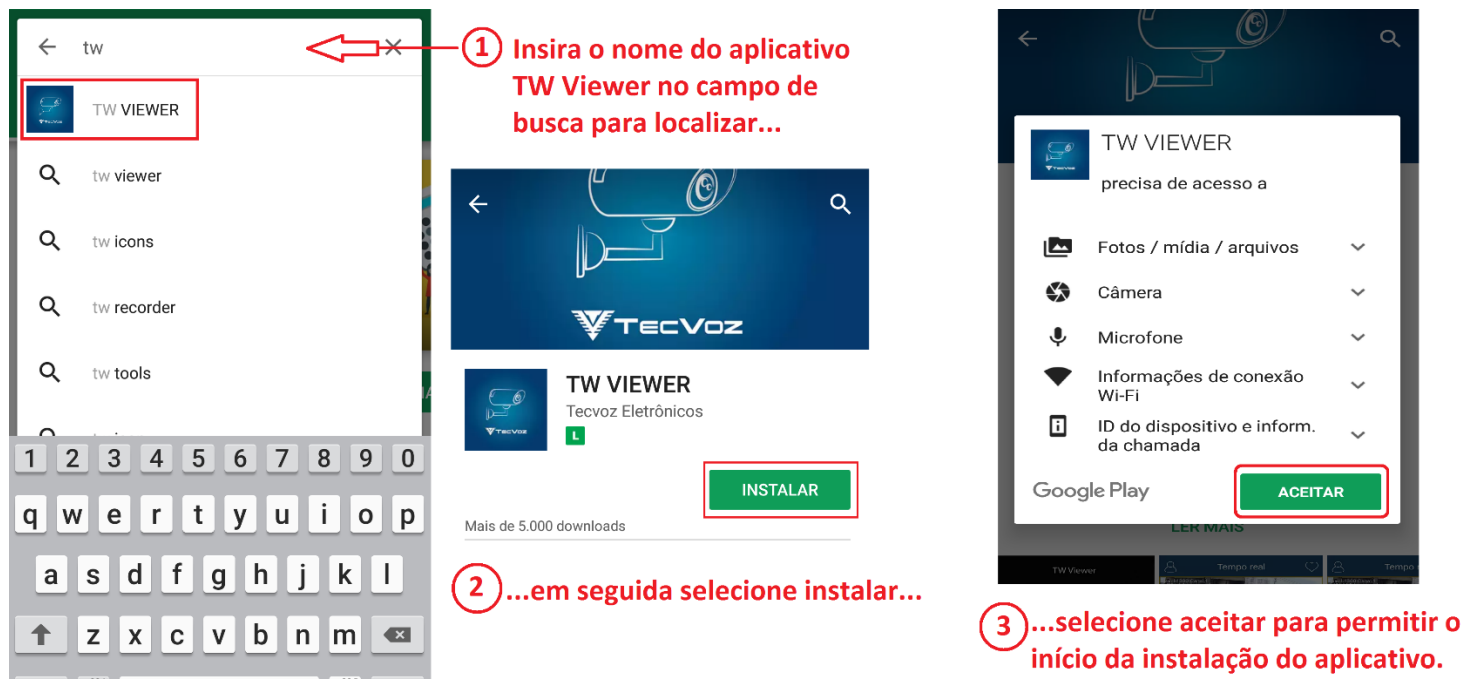 tw
TW VIEWER
tw viewer
tw icons
tw recorder
tw tools
1 2 3 4 5 6 7 8 9 0
q w e r t y u i o p
a s d f g h j k l
z x c v b n m
1 Insira o nome do aplicativo
TW Viewer no campo de
busca para localizar...
TECVOZ
TW VIEWER
Tecvoz Eletrônicos
L
INSTALAR
Mais de 5.000 downloads
2 ...em seguida selecione instalar...
TW VIEWER
precisa de acesso a
Fotos / mídia / arquivos
Câmera
Microfone
Informações de conexão
Wi-Fi
ID do dispositivo e inform.
da chamada
Google Play
ACEITAR
LER MAIS
TW Viewer
Tempo real
Tempo
3 ...selecione aceitar para permitir o
início da instalação do aplicativo.